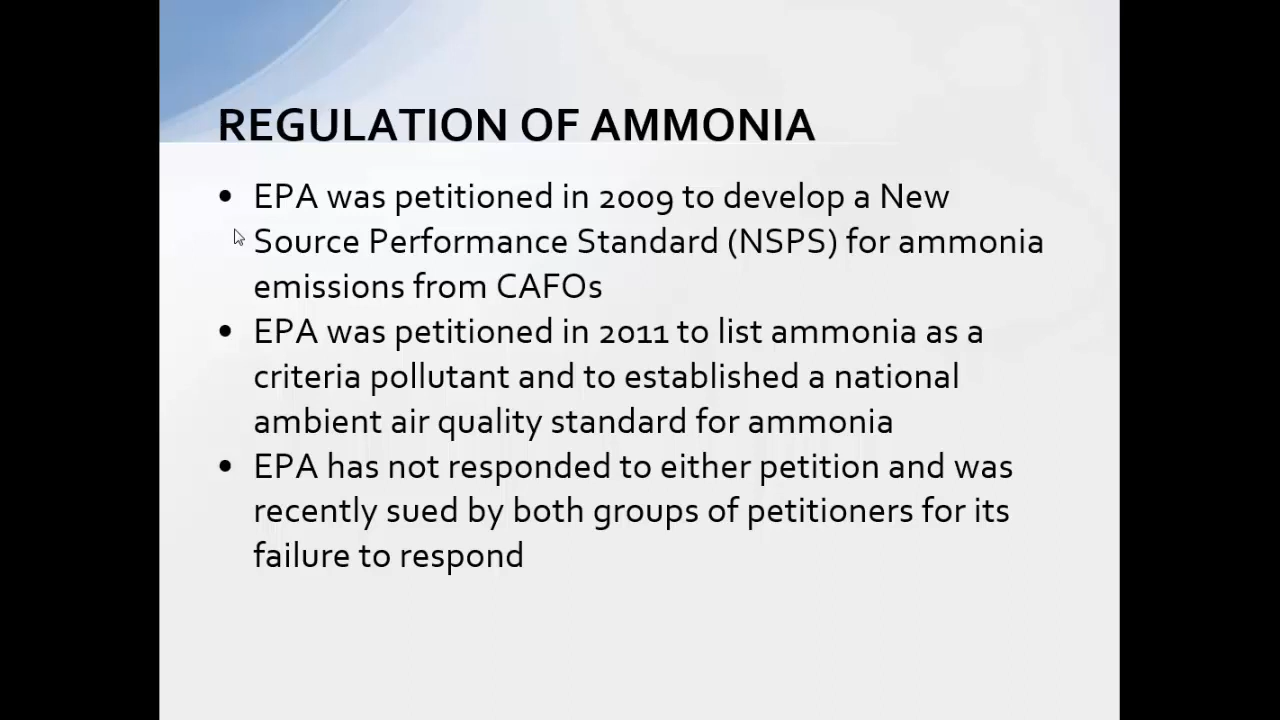 REGULATION OF AMMONIA
• EPA was petitioned in 2009 to develop a New
Source Performance Standard (NSPS) for ammonia
emissions from CAFOs
• EPA was petitioned in 2011 to list ammonia as a
criteria pollutant and to established a national
ambient air quality standard for ammonia
• EPA has not responded to either petition and was
recently sued by both groups of petitioners for its
failure to respond